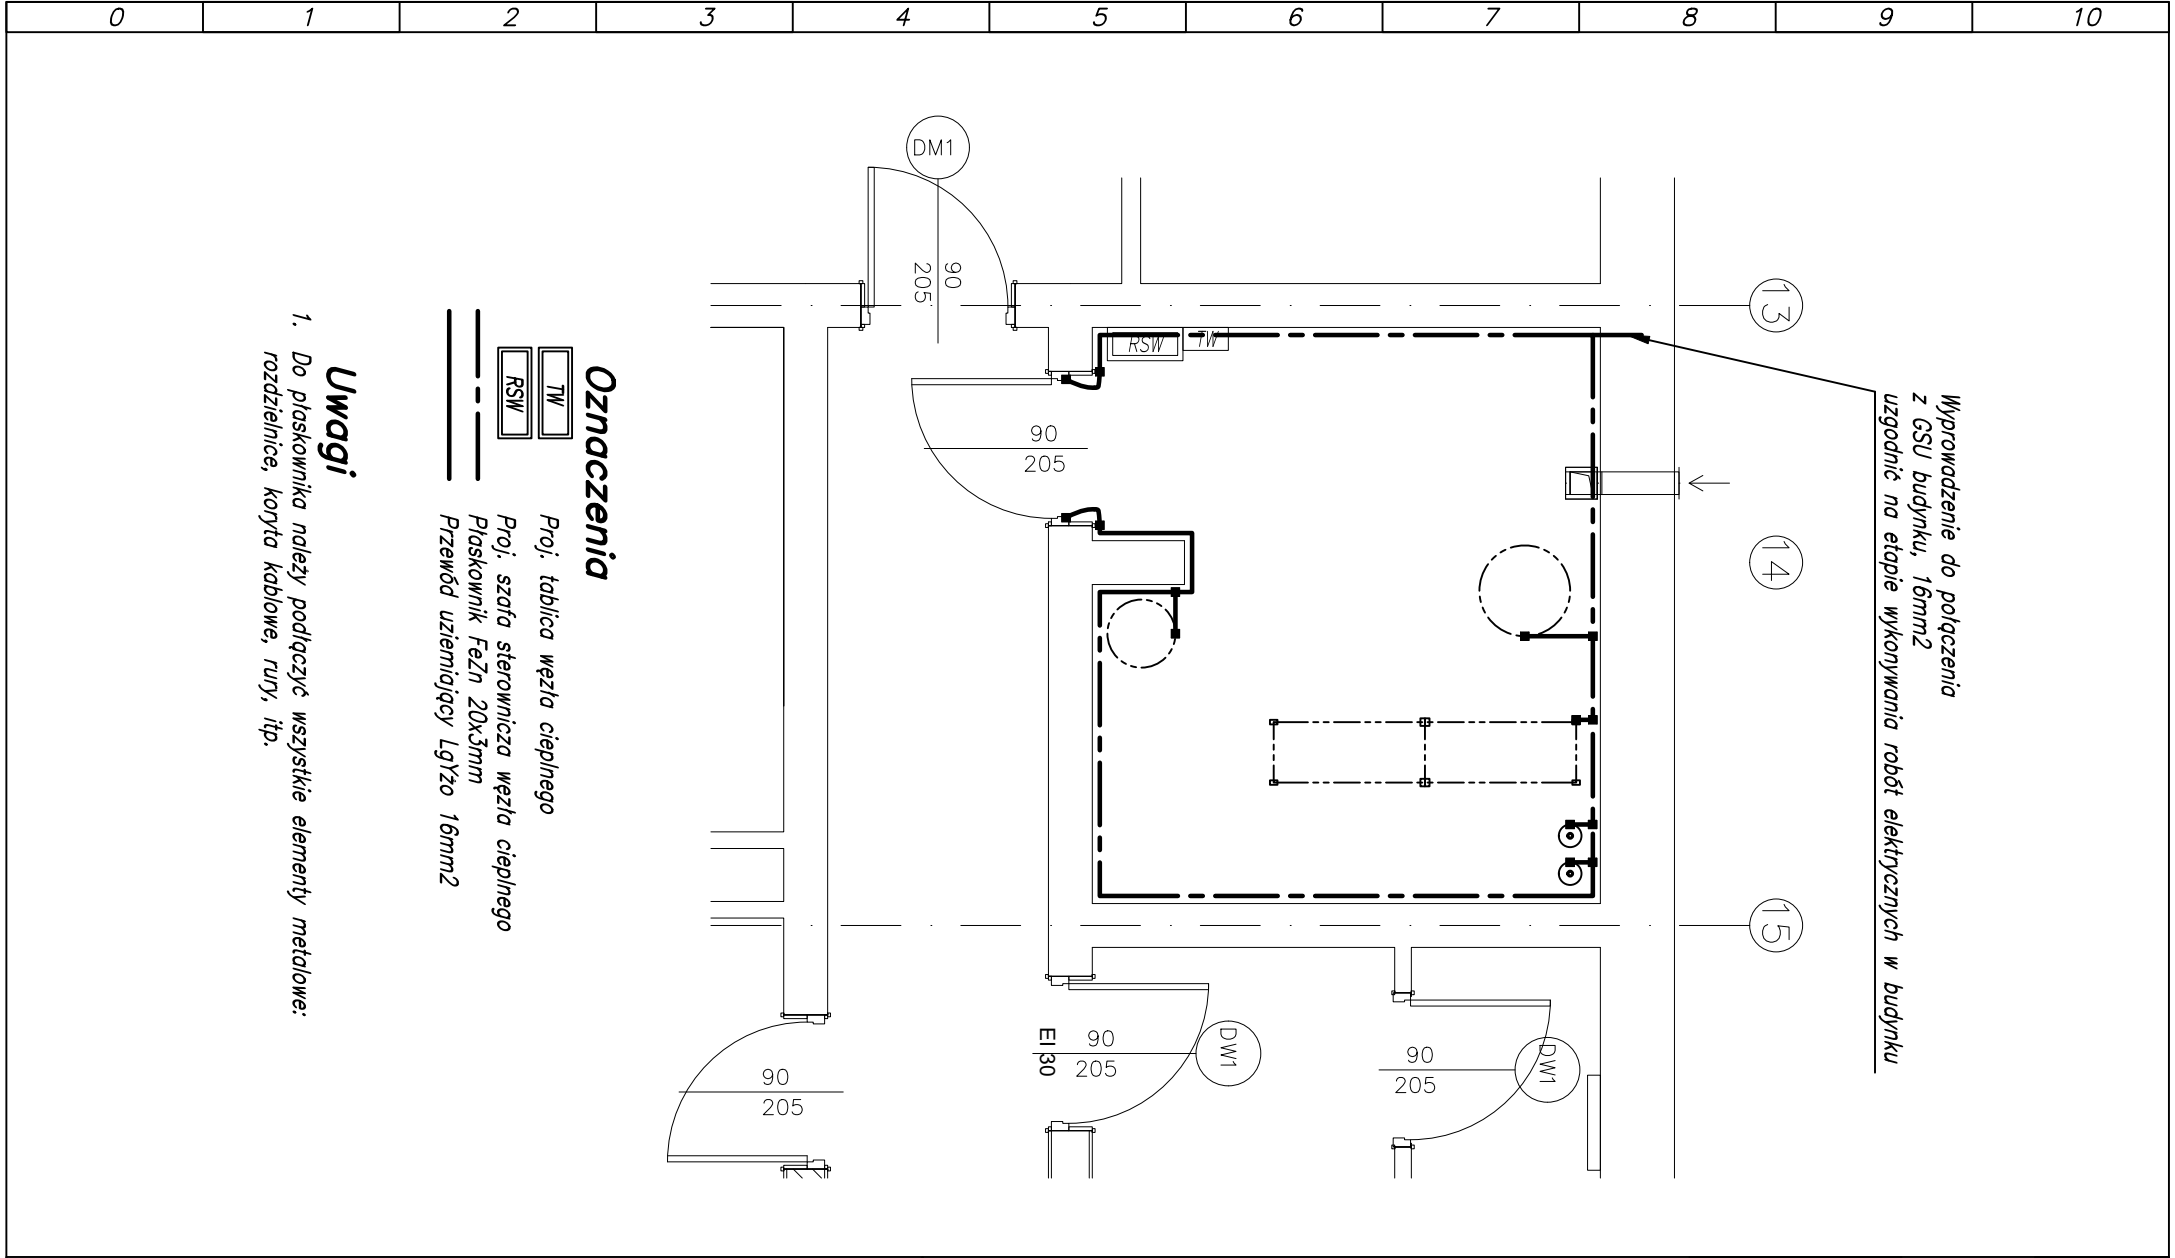 0 1 2 3 4 5 6 7 8 9 10
DM1
90
205
13
14
15
RSW
TW
90
205
Wyprowadzenie do połączenia
z GSU budynku, 16mm2
uzgodnić na etapie wykonywania robót elektrycznych w budynku
Oznaczenia
TW
Proj. tablica węzła cieplnego
RSW
Proj. szafa sterownicza węzła cieplnego
Płaskownik FeZn 20x3mm
Przewód uziemiający LgYżo 16mm2
Uwagi
1. Do płaskownika należy podłączyć wszystkie elementy metalowe:
rozdzielnice, koryta kablowe, rury, itp.
90
205
EI 30
90
205
DW1
90
205
DW1